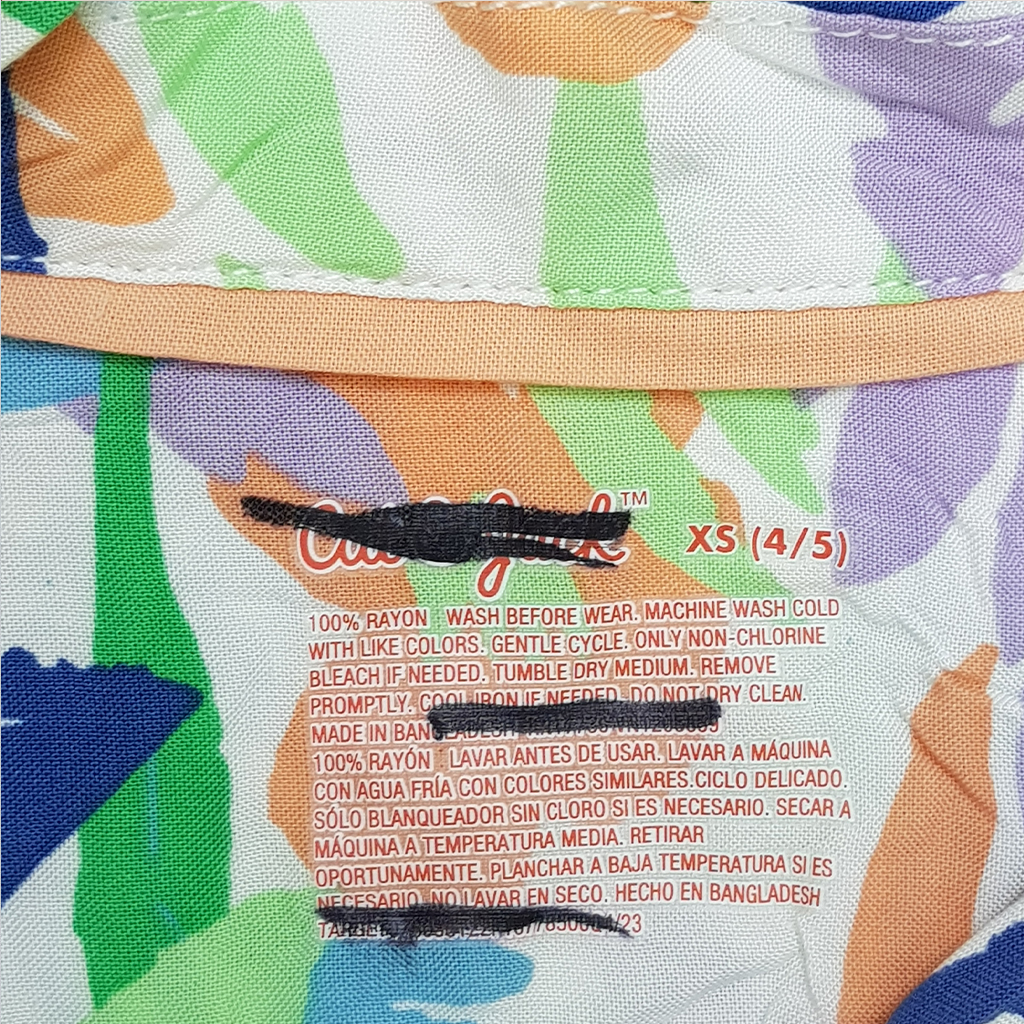 Cat & Jack™ XS (4/5)
100% RAYON WASH BEFORE WEAR. MACHINE WASH COLD
WITH LIKE COLORS. GENTLE CYCLE. ONLY NON-CHLORINE
BLEACH IF NEEDED. TUMBLE DRY MEDIUM. REMOVE
PROMPTLY. COOL IRON IF NEEDED. DO NOT DRY CLEAN.
MADE IN BANGLADESH
100% RAYÓN LAVAR ANTES DE USAR. LAVAR A MÁQUINA
CON AGUA FRÍA CON COLORES SIMILARES.CICLO DELICADO.
SÓLO BLANQUEADOR SIN CLORO SI ES NECESARIO. SECAR A
MÁQUINA A TEMPERATURA MEDIA. RETIRAR
OPORTUNAMENTE. PLANCHAR A BAJA TEMPERATURA SI ES
NECESARIO. NO LAVAR EN SECO. HECHO EN BANGLADESH